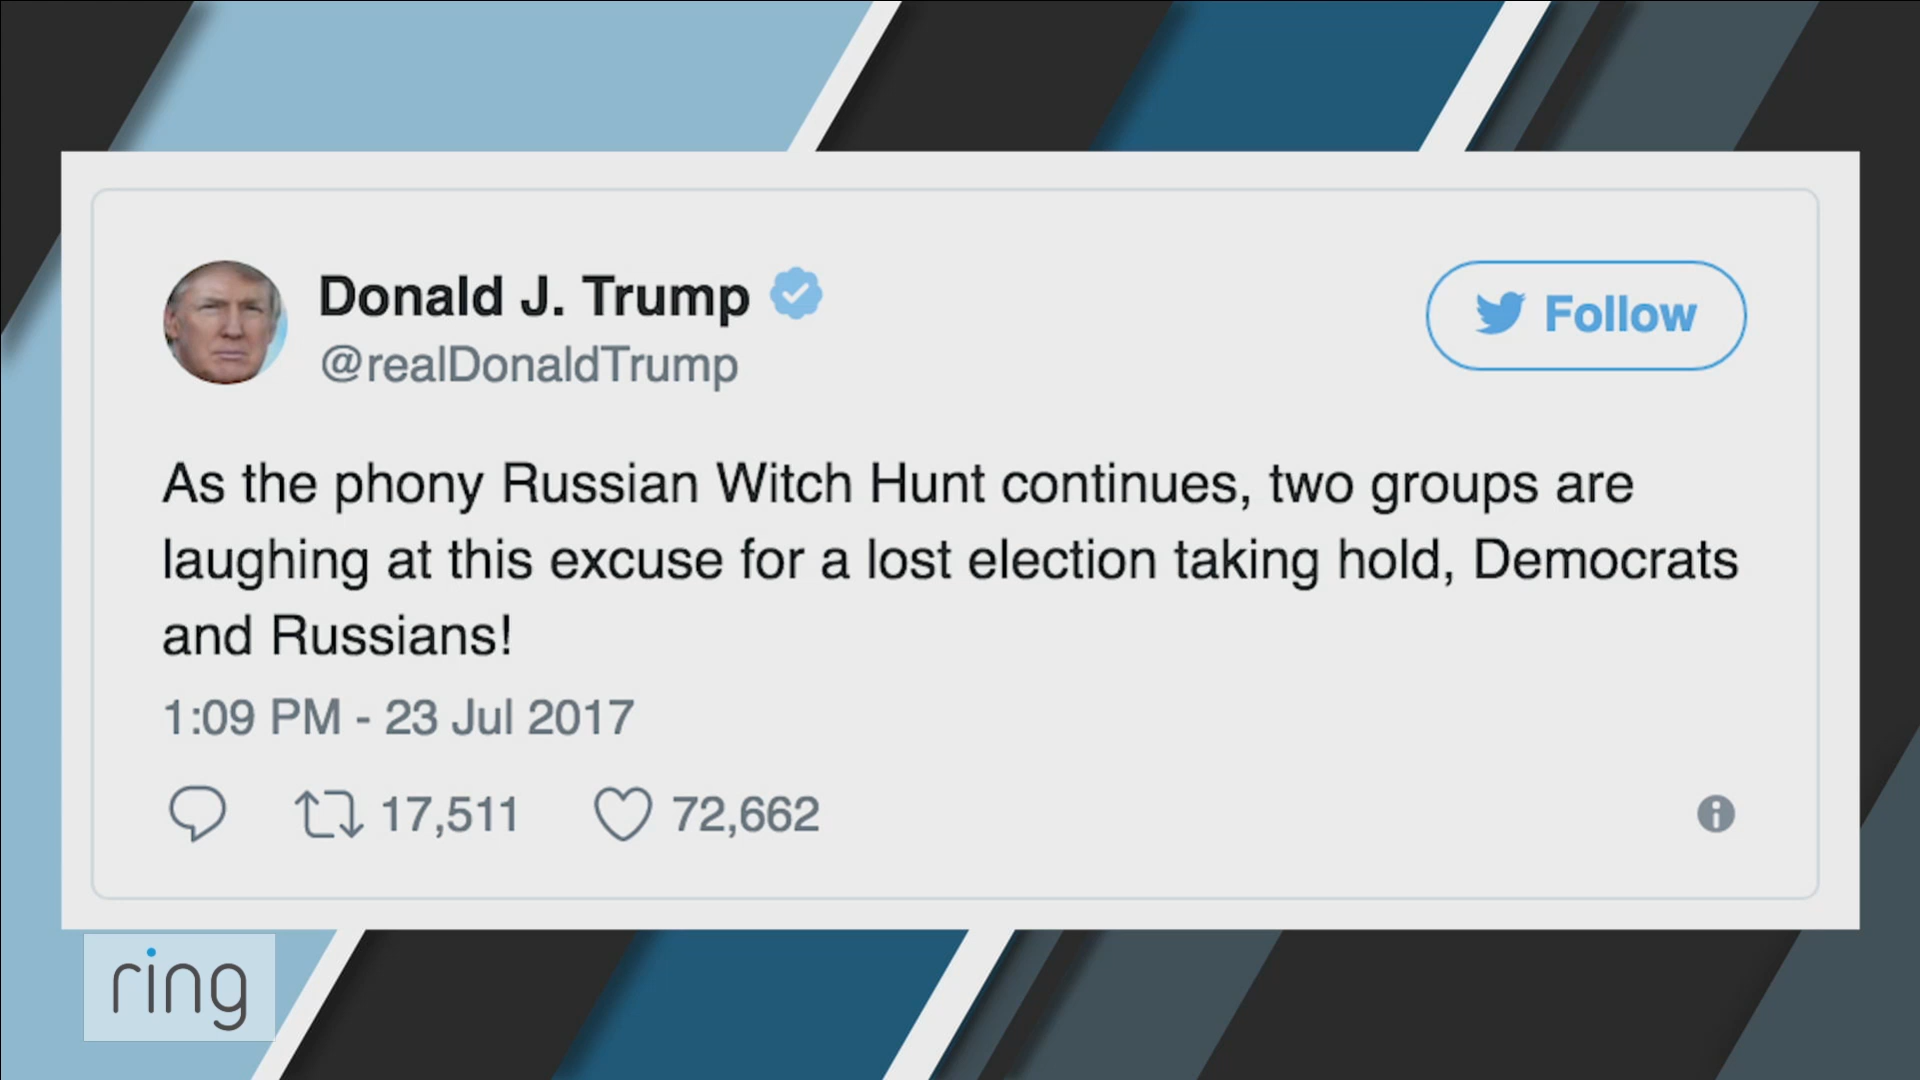 Donald J. Trump
@realDonaldTrump
Follow
As the phony Russian Witch Hunt continues, two groups are
laughing at this excuse for a lost election taking hold, Democrats
and Russians!
1:09 PM - 23 Jul 2017
17,511 72,662
ring